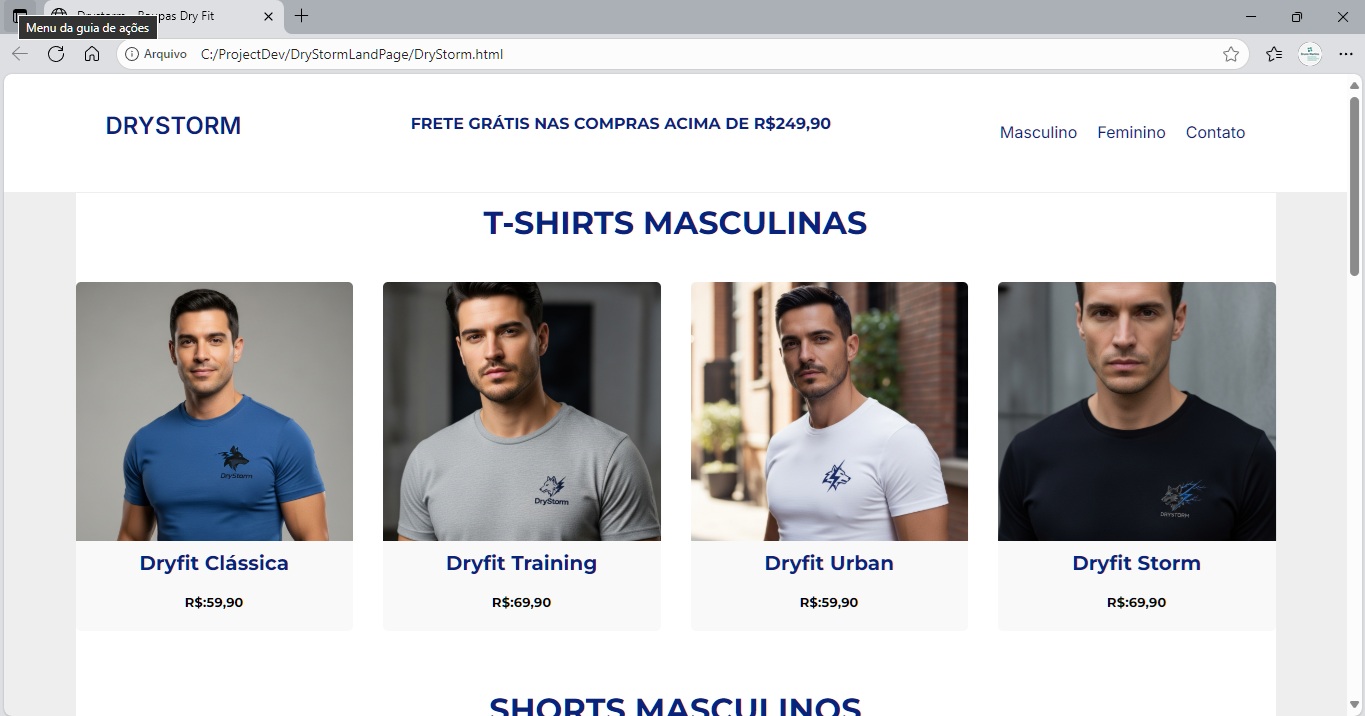 Drystorm - Roupas Dry Fit
Menu da guia de ações
Arquivo C:/ProjectDev/DryStormLandPage/DryStorm.html
DRYSTORM
FRETE GRÁTIS NAS COMPRAS ACIMA DE R$249,90
Masculino Feminino Contato
T-SHIRTS MASCULINAS
DryStorm
DryStorm
DRYSTORM
Dryfit Clássica
Dryfit Training
Dryfit Urban
Dryfit Storm
R$:59,90
R$:69,90
R$:59,90
R$:69,90
SHORTS MASCULINOS